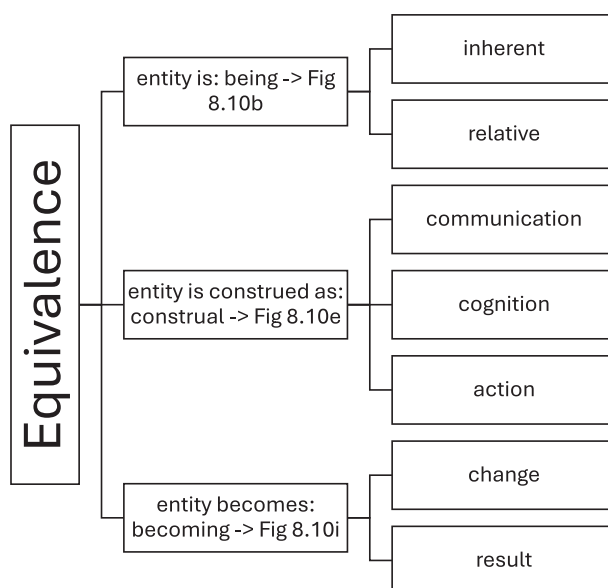 Equivalence
entity is: being -> Fig
8.10b
inherent
relative
entity is construed as:
construal -> Fig 8.10e
communication
cognition
action
entity becomes:
becoming -> Fig 8.10i
change
result